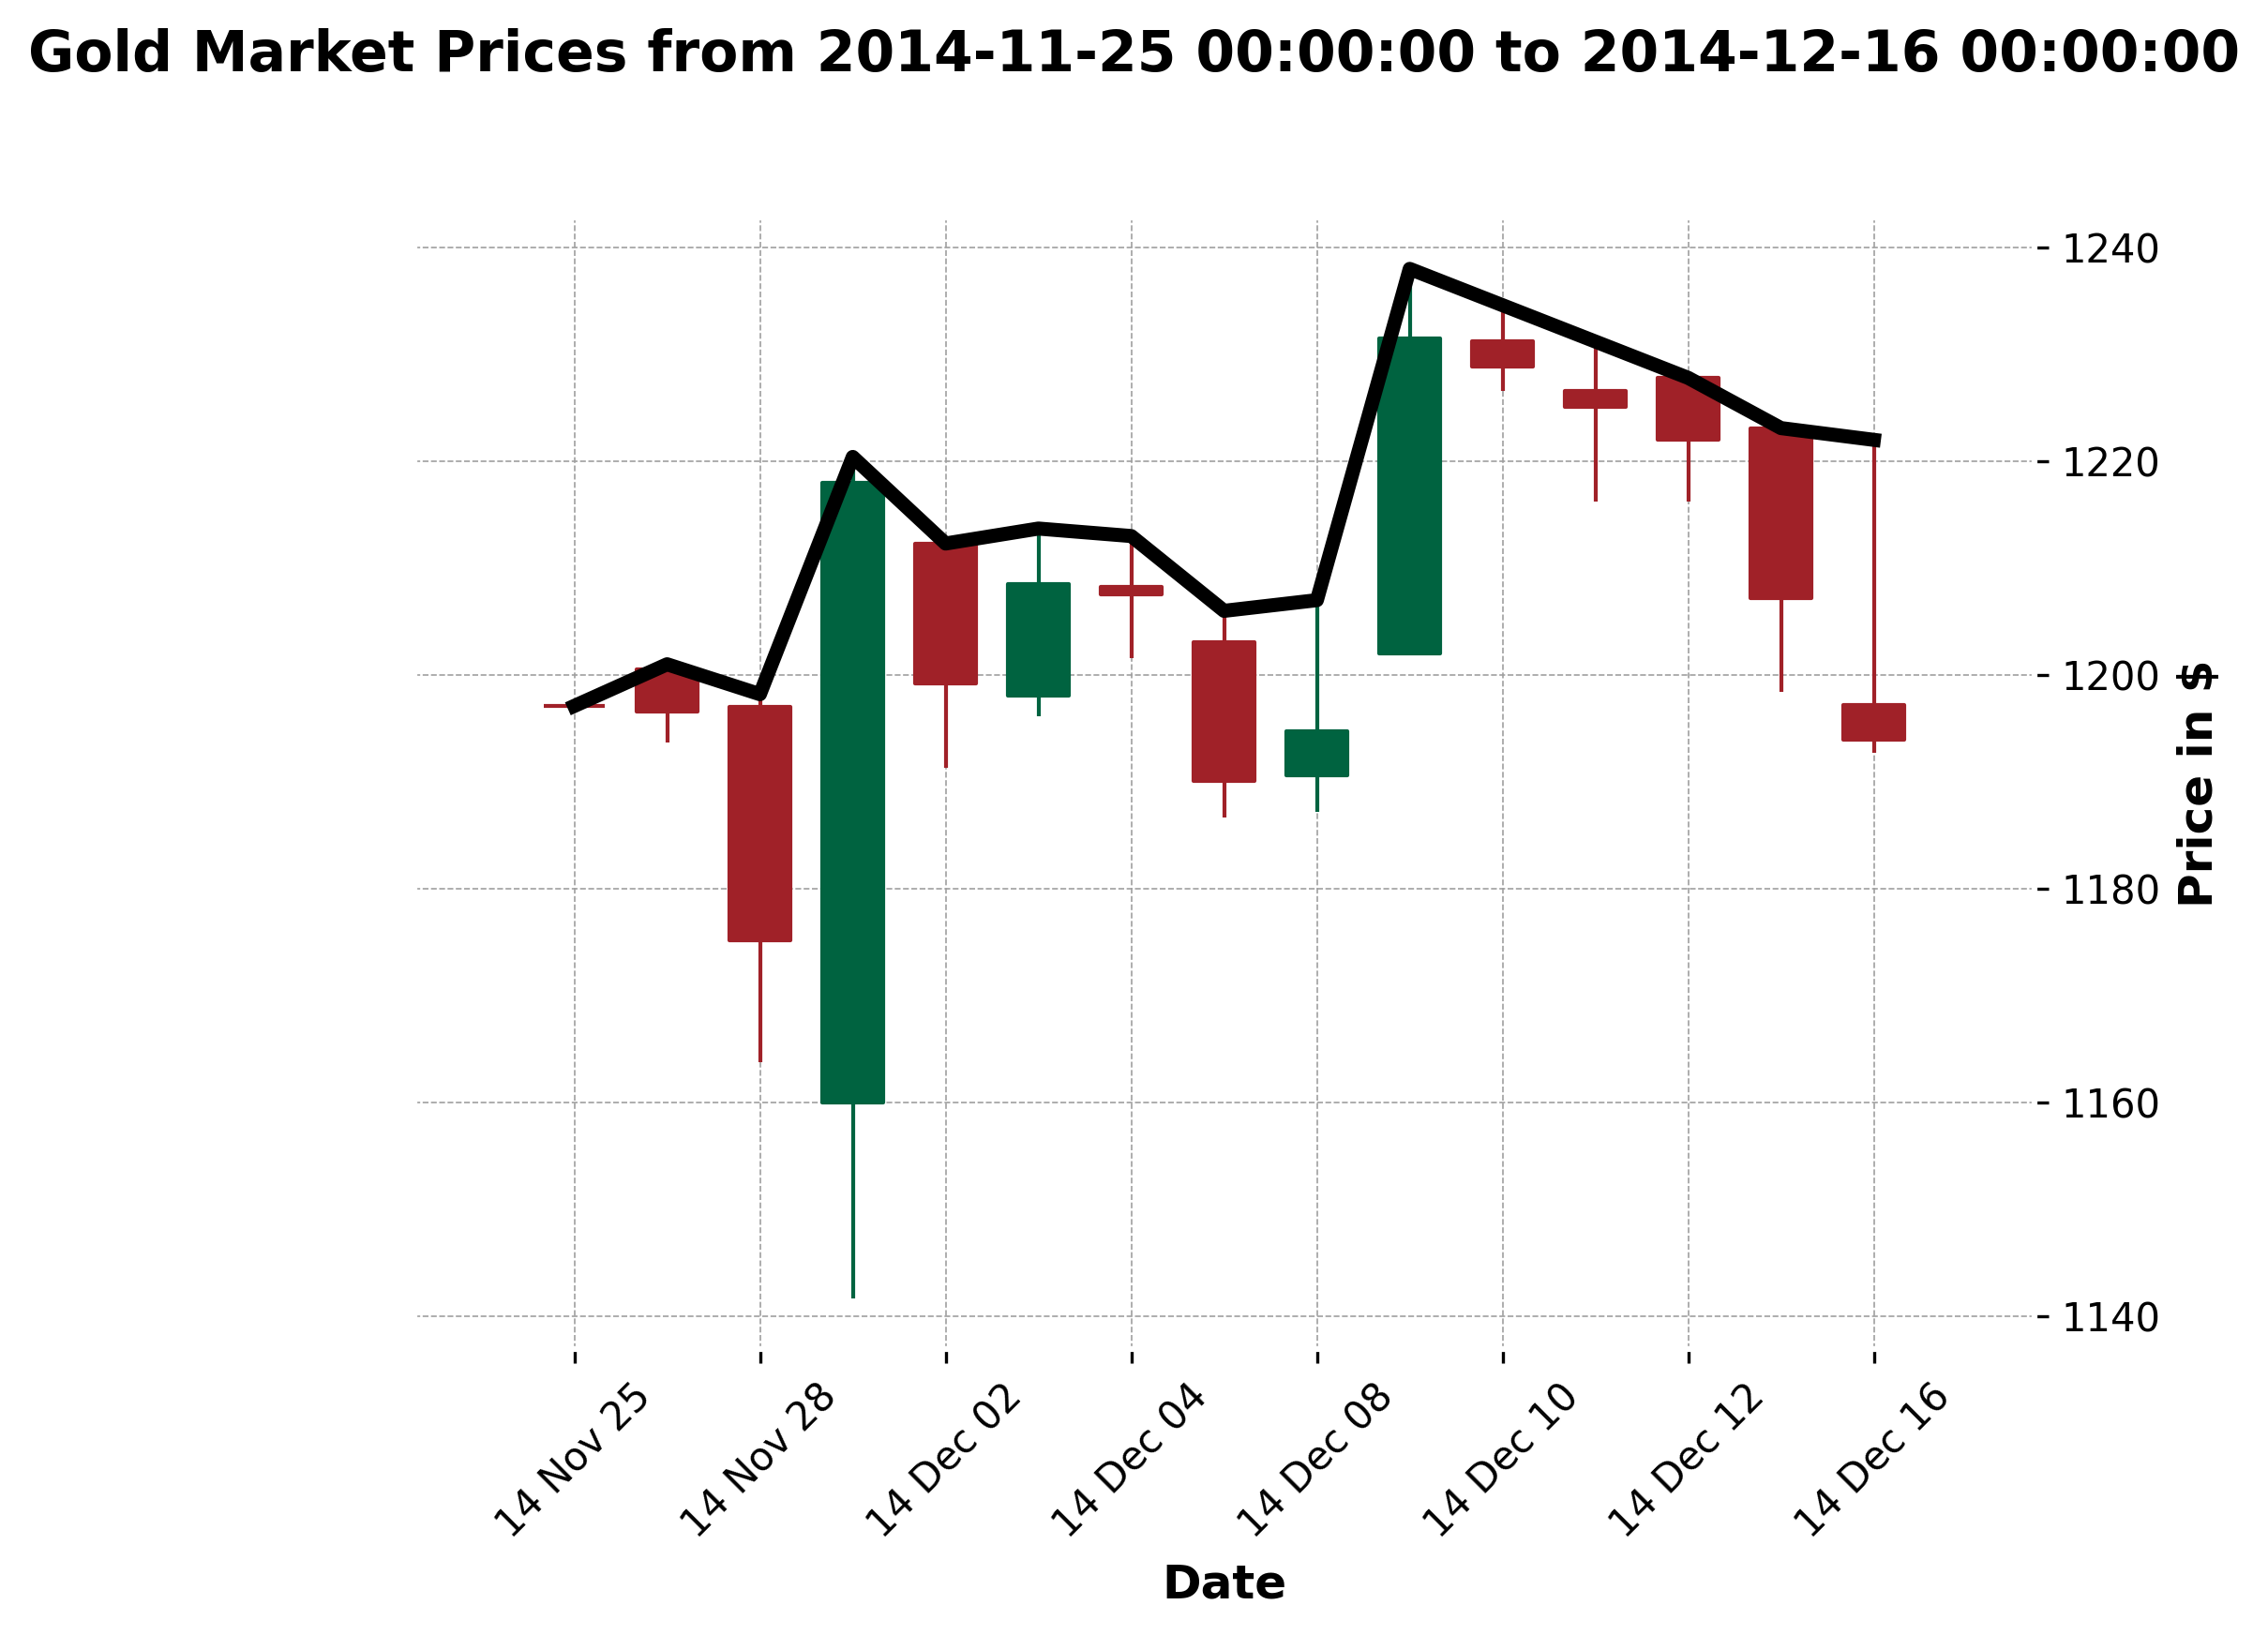 Gold Market Prices from 2014-11-25 00:00:00 to 2014-12-16 00:00:00
1240
1220
1200
1180
1160
1140
Price in $
14 Nov 25
14 Nov 28
14 Dec 02
14 Dec 04
14 Dec 08
14 Dec 10
14 Dec 12
14 Dec 16
Date